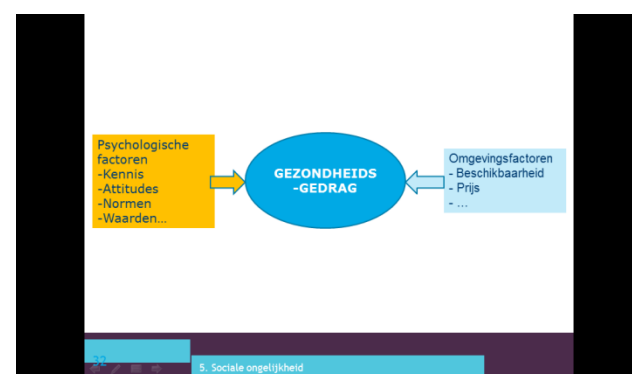 Psychologische
factoren
-Kennis
-Attitudes
-Normen
-Waarden...
GEZONDHEIDS
-GEDRAG
Omgevingsfactoren
- Beschikbaarheid
- Prijs
- ...
32
5. Sociale ongelijkheid